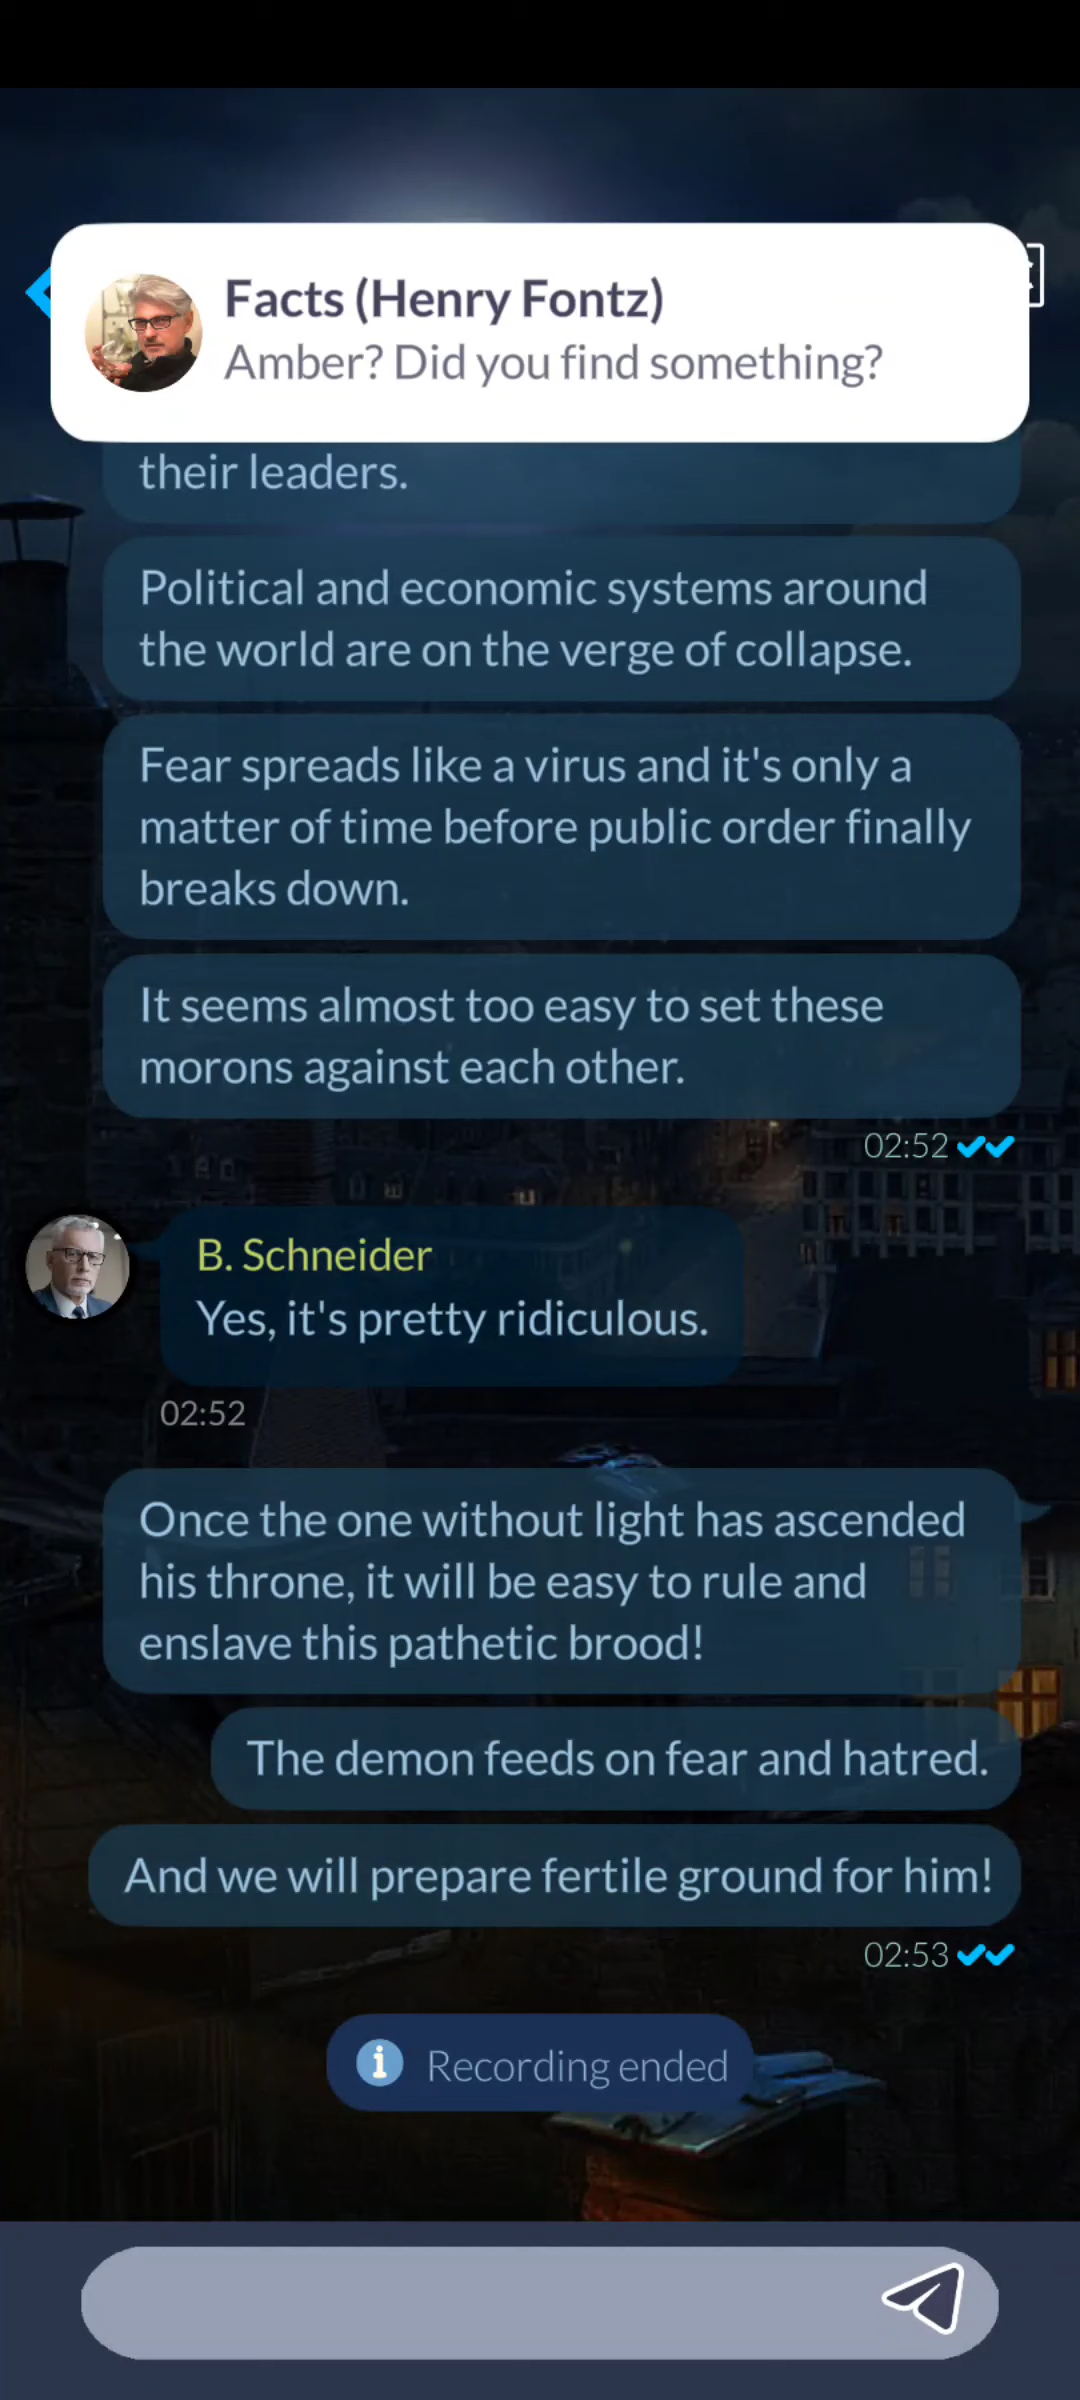 Facts (Henry Fontz)
Amber? Did you find something?
their leaders.
Political and economic systems around
the world are on the verge of collapse.
Fear spreads like a virus and it's only a
matter of time before public order finally
breaks down.
It seems almost too easy to set these
morons against each other.
02:52
B. Schneider
Yes, it's pretty ridiculous.
02:52
Once the one without light has ascended
his throne, it will be easy to rule and
enslave this pathetic brood!
The demon feeds on fear and hatred.
And we will prepare fertile ground for him!
02:53
Recording ended